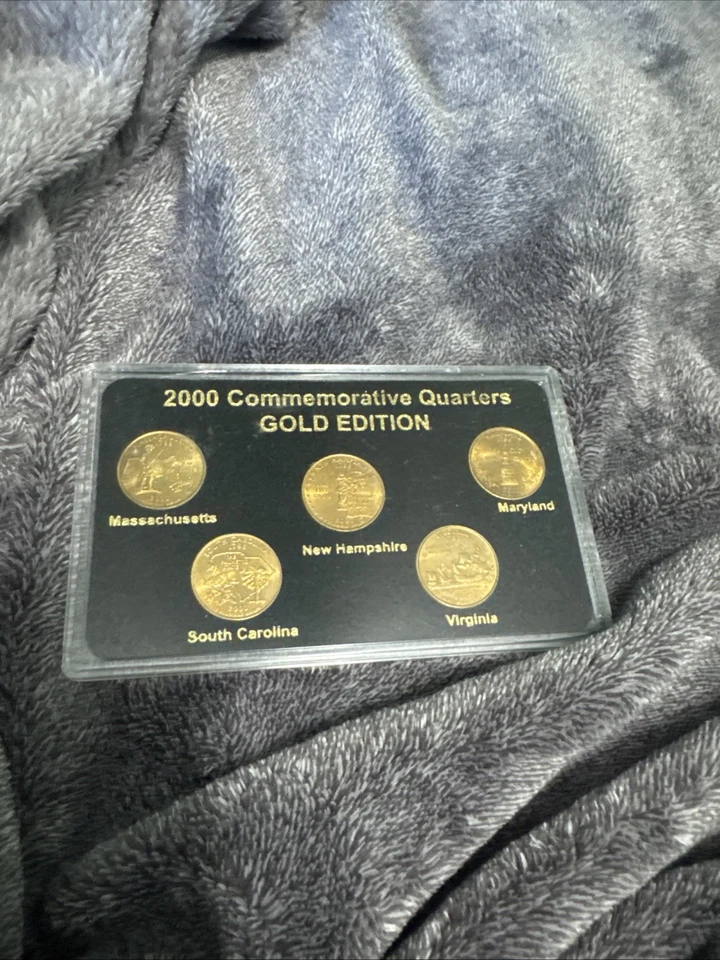 2000 Commemorative Quarters
GOLD EDITION
Massachusetts
New Hampshire
Maryland
South Carolina
Virginia